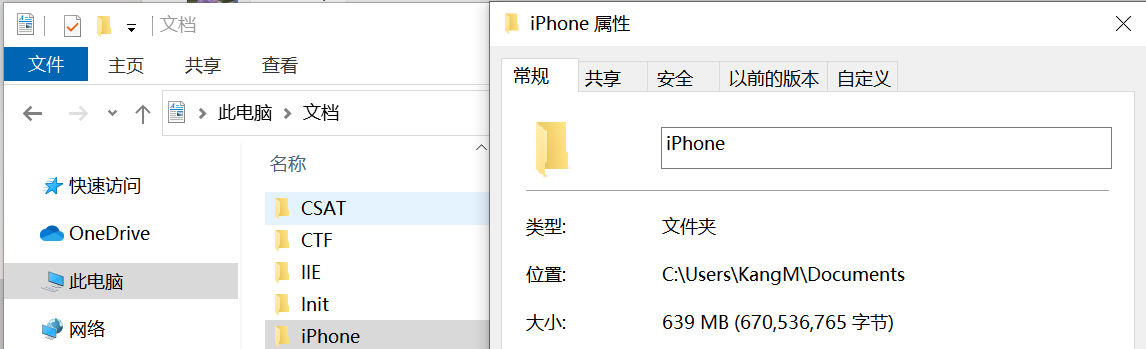 文档
文件 主页 共享 查看
此电脑 文档
名称
快速访问
OneDrive
此电脑
网络
CSAT
CTF
IIE
Init
iPhone
iPhone 属性
常规 共享 安全 以前的版本 自定义
iPhone
类型: 文件夹
位置: C:\Users\KangM\Documents
大小: 639 MB (670,536,765 字节)